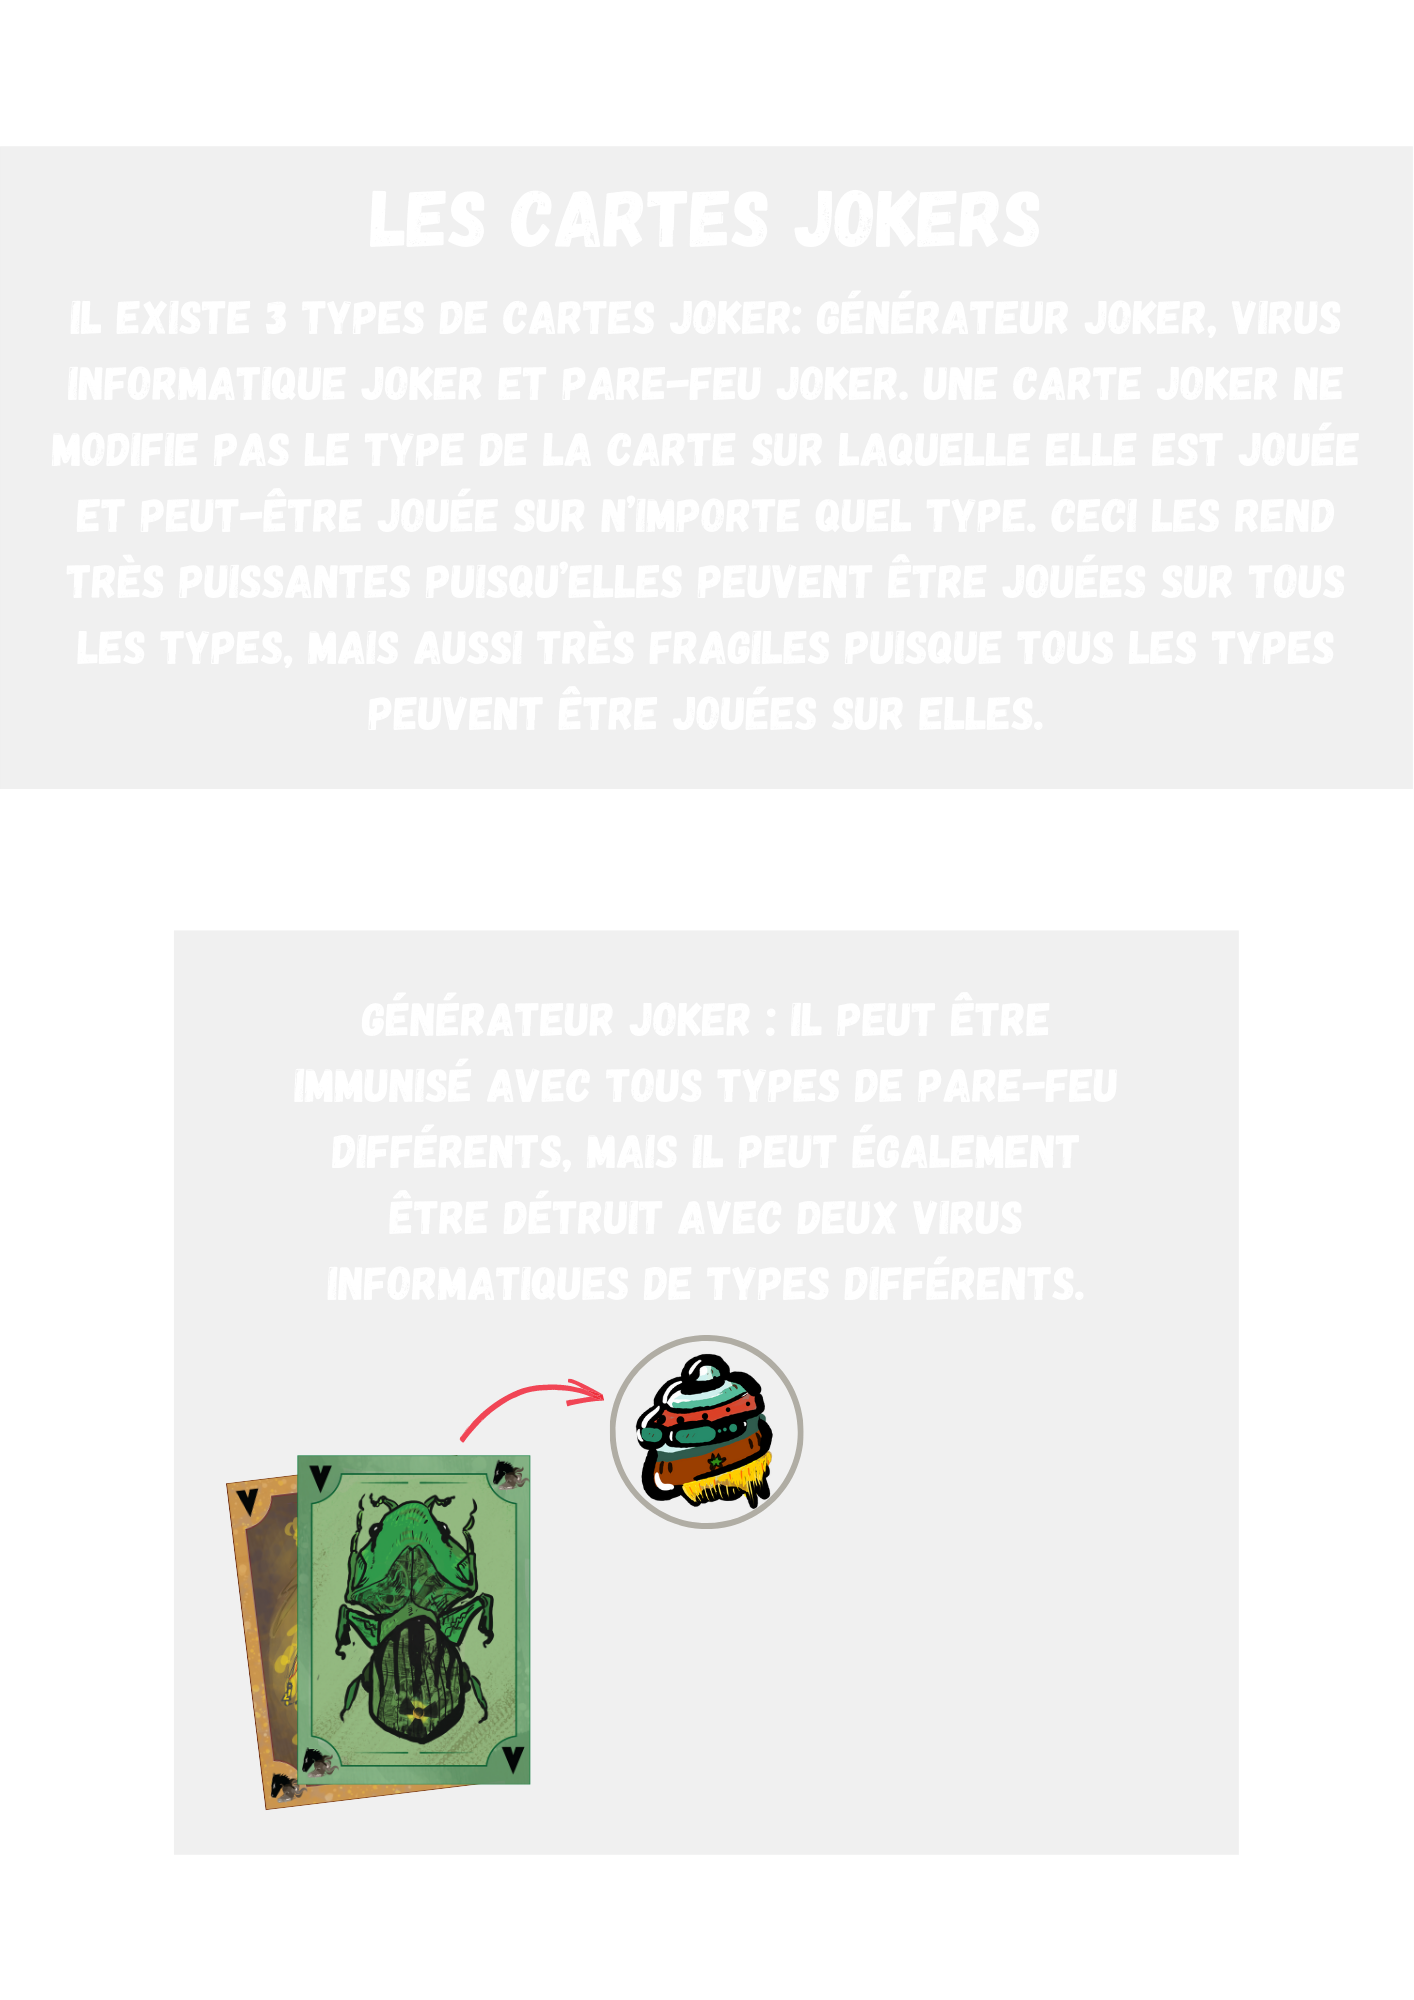 LES CARTES JOKERS
IL EXISTE 3 TYPES DE CARTES JOKER: GÉNÉRATEUR JOKER, VIRUS
INFORMATIQUE JOKER ET PARE-FEU JOKER. UNE CARTE JOKER NE
MODIFIE PAS LE TYPE DE LA CARTE SUR LAQUELLE ELLE EST JOUÉE
ET PEUT-ÊTRE JOUÉE SUR N'IMPORTE QUEL TYPE. CECI LES REND
TRÈS PUISSANTES PUISQU'ELLES PEUVENT ÊTRE JOUÉES SUR TOUS
LES TYPES, MAIS AUSSI TRÈS FRAGILES PUISQUE TOUS LES TYPES
PEUVENT ÊTRE JOUÉES SUR ELLES.
GÉNÉRATEUR JOKER : IL PEUT ÊTRE
IMMUNISÉ AVEC TOUS TYPES DE PARE-FEU
DIFFÉRENTS, MAIS IL PEUT ÉGALEMENT
ÊTRE DÉTRUIT AVEC DEUX VIRUS
INFORMATIQUES DE TYPES DIFFÉRENTS.
V
V
V